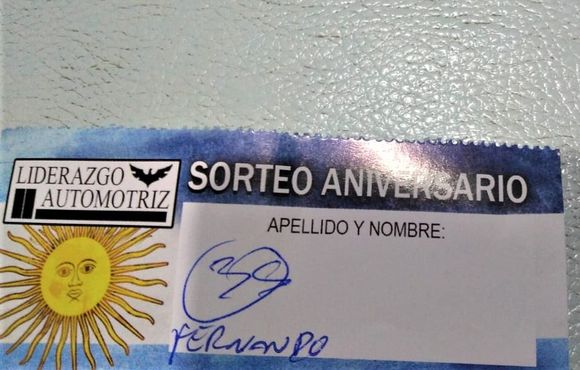 LIDERAZGO
AUTOMOTRIZ
SORTEO ANIVERSARIO
APELLIDO Y NOMBRE:
FERNANDO